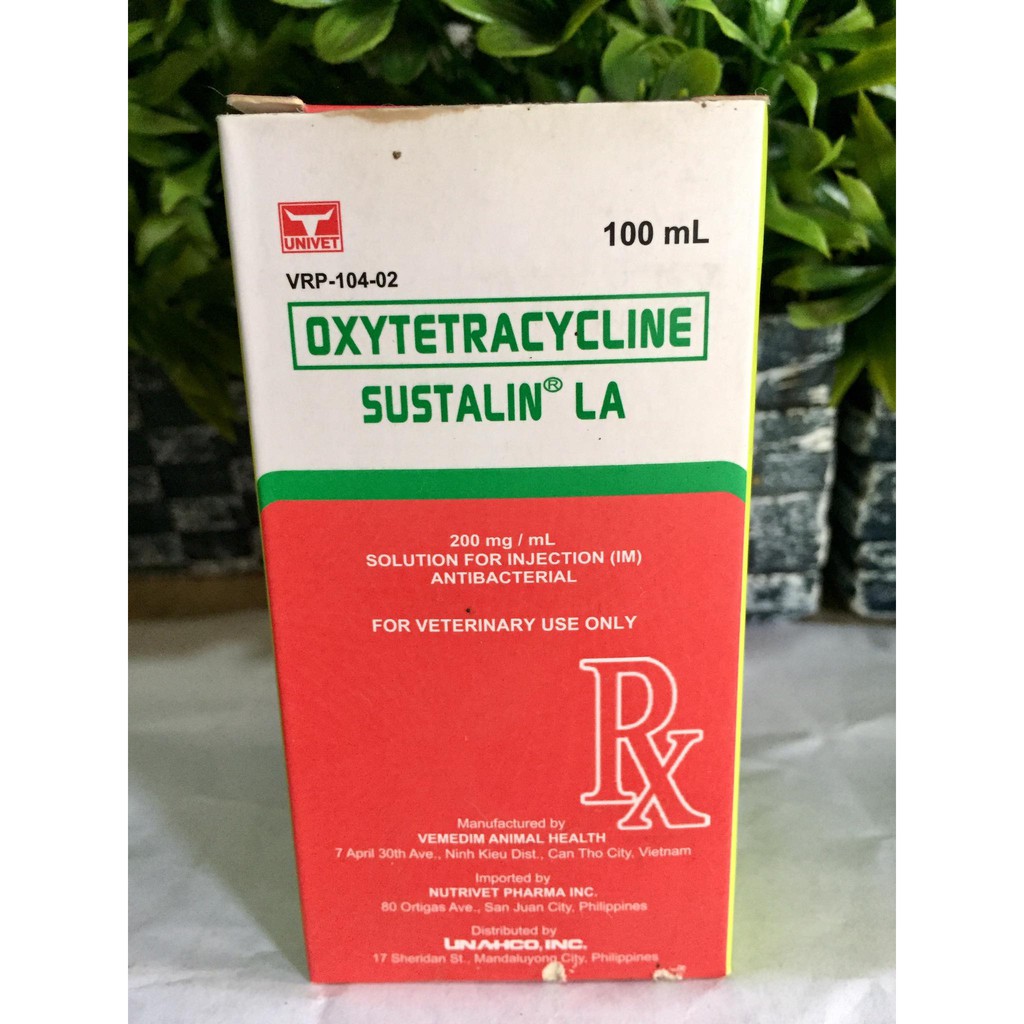 UNIVET
100 mL
VRP-104-02
OXYTETRACYCLINE
SUSTALIN® LA
200 mg / mL
SOLUTION FOR INJECTION (IM)
ANTIBACTERIAL
FOR VETERINARY USE ONLY
Rx
Manufactured by
VEMEDIM ANIMAL HEALTH
7 April 30th Ave., Ninh Kieu Dist., Can Tho City, Vietnam
Imported by
NUTRIVET PHARMA INC.
80 Ortigas Ave., San Juan City, Philippines
Distributed by
UNAHCO, INC.
17 Sheridan St., Mandaluyong City, Philippines